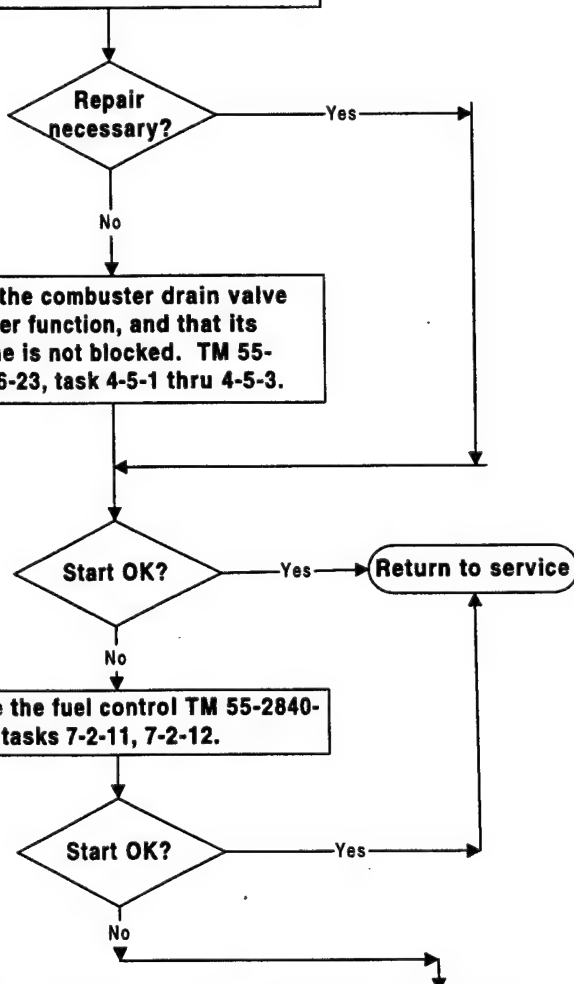 Repair
necessary?
Yes
No
the combuster drain valve
er function, and that its
e is not blocked. TM 55-
6-23, task 4-5-1 thru 4-5-3.
Start OK?
Yes
Return to service
No
e the fuel control TM 55-2840-
tasks 7-2-11, 7-2-12.
Start OK?
Yes
No